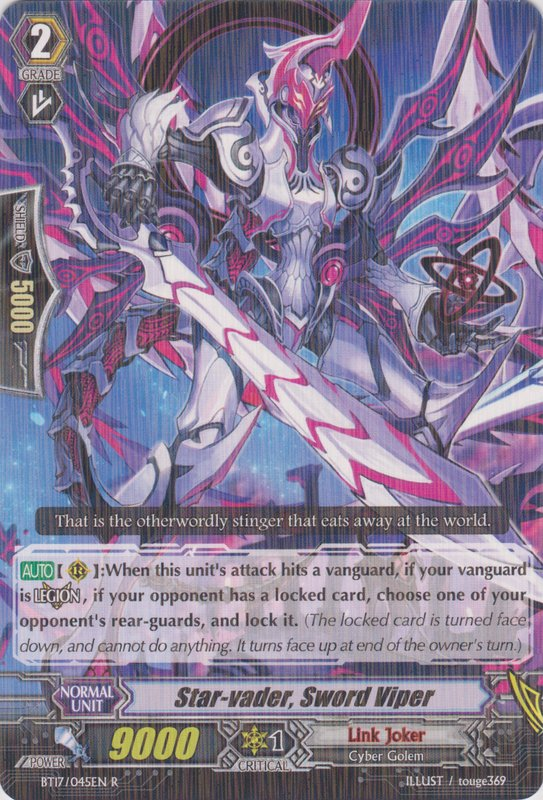 2
GRADE
SHIELD
5000
That is the otherwordly stinger that eats away at the world.
AUTO【 R 】:When this unit's attack hits a vanguard, if your vanguard
is LEGION, if your opponent has a locked card, choose one of your
opponent's rear-guards, and lock it. (The locked card is turned face
down, and cannot do anything. It turns face up at end of the owner's turn.)
NORMAL
UNIT
Star-vader, Sword Viper
POWER
9000
1
CRITICAL
Link Joker
Cyber Golem
BT17/045EN R
ILLUST / touge369